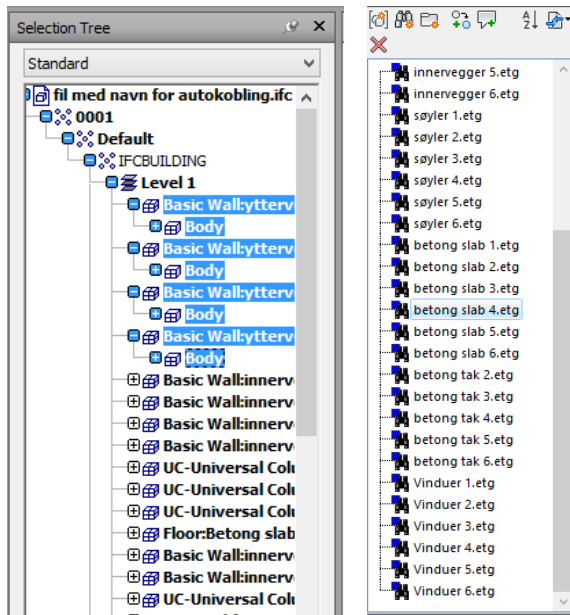 Selection Tree
Standard
fil med navn for autokobling.ifc
0001
Default
IFCBUILDING
Level 1
Basic Wall:ytterv
Body
Basic Wall:ytterv
Body
Basic Wall:ytterv
Body
Basic Wall:ytterv
Body
Basic Wall:innerv
Basic Wall:innerv
Basic Wall:innerv
Basic Wall:innerv
UC-Universal Colu
UC-Universal Colu
UC-Universal Colu
Floor:Betong slab
Basic Wall:innerv
Basic Wall:innerv
UC-Universal Colu
innervegger 5.etg
innervegger 6.etg
søyler 1.etg
søyler 2.etg
søyler 3.etg
søyler 4.etg
søyler 5.etg
søyler 6.etg
betong slab 1.etg
betong slab 2.etg
betong slab 3.etg
betong slab 4.etg
betong slab 5.etg
betong slab 6.etg
betong tak 2.etg
betong tak 3.etg
betong tak 4.etg
betong tak 5.etg
betong tak 6.etg
Vinduer 1.etg
Vinduer 2.etg
Vinduer 3.etg
Vinduer 4.etg
Vinduer 5.etg
Vinduer 6.etg